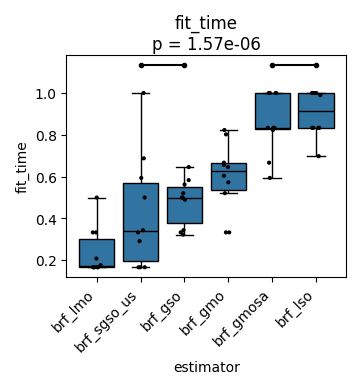 fit_time
p = 1.57e-06
fit_time
1.0
0.8
0.6
0.4
0.2
brf_lmo
brf_sgso_us
brf_gso
brf_gmo
brf_gmosa
brf_lso
estimator